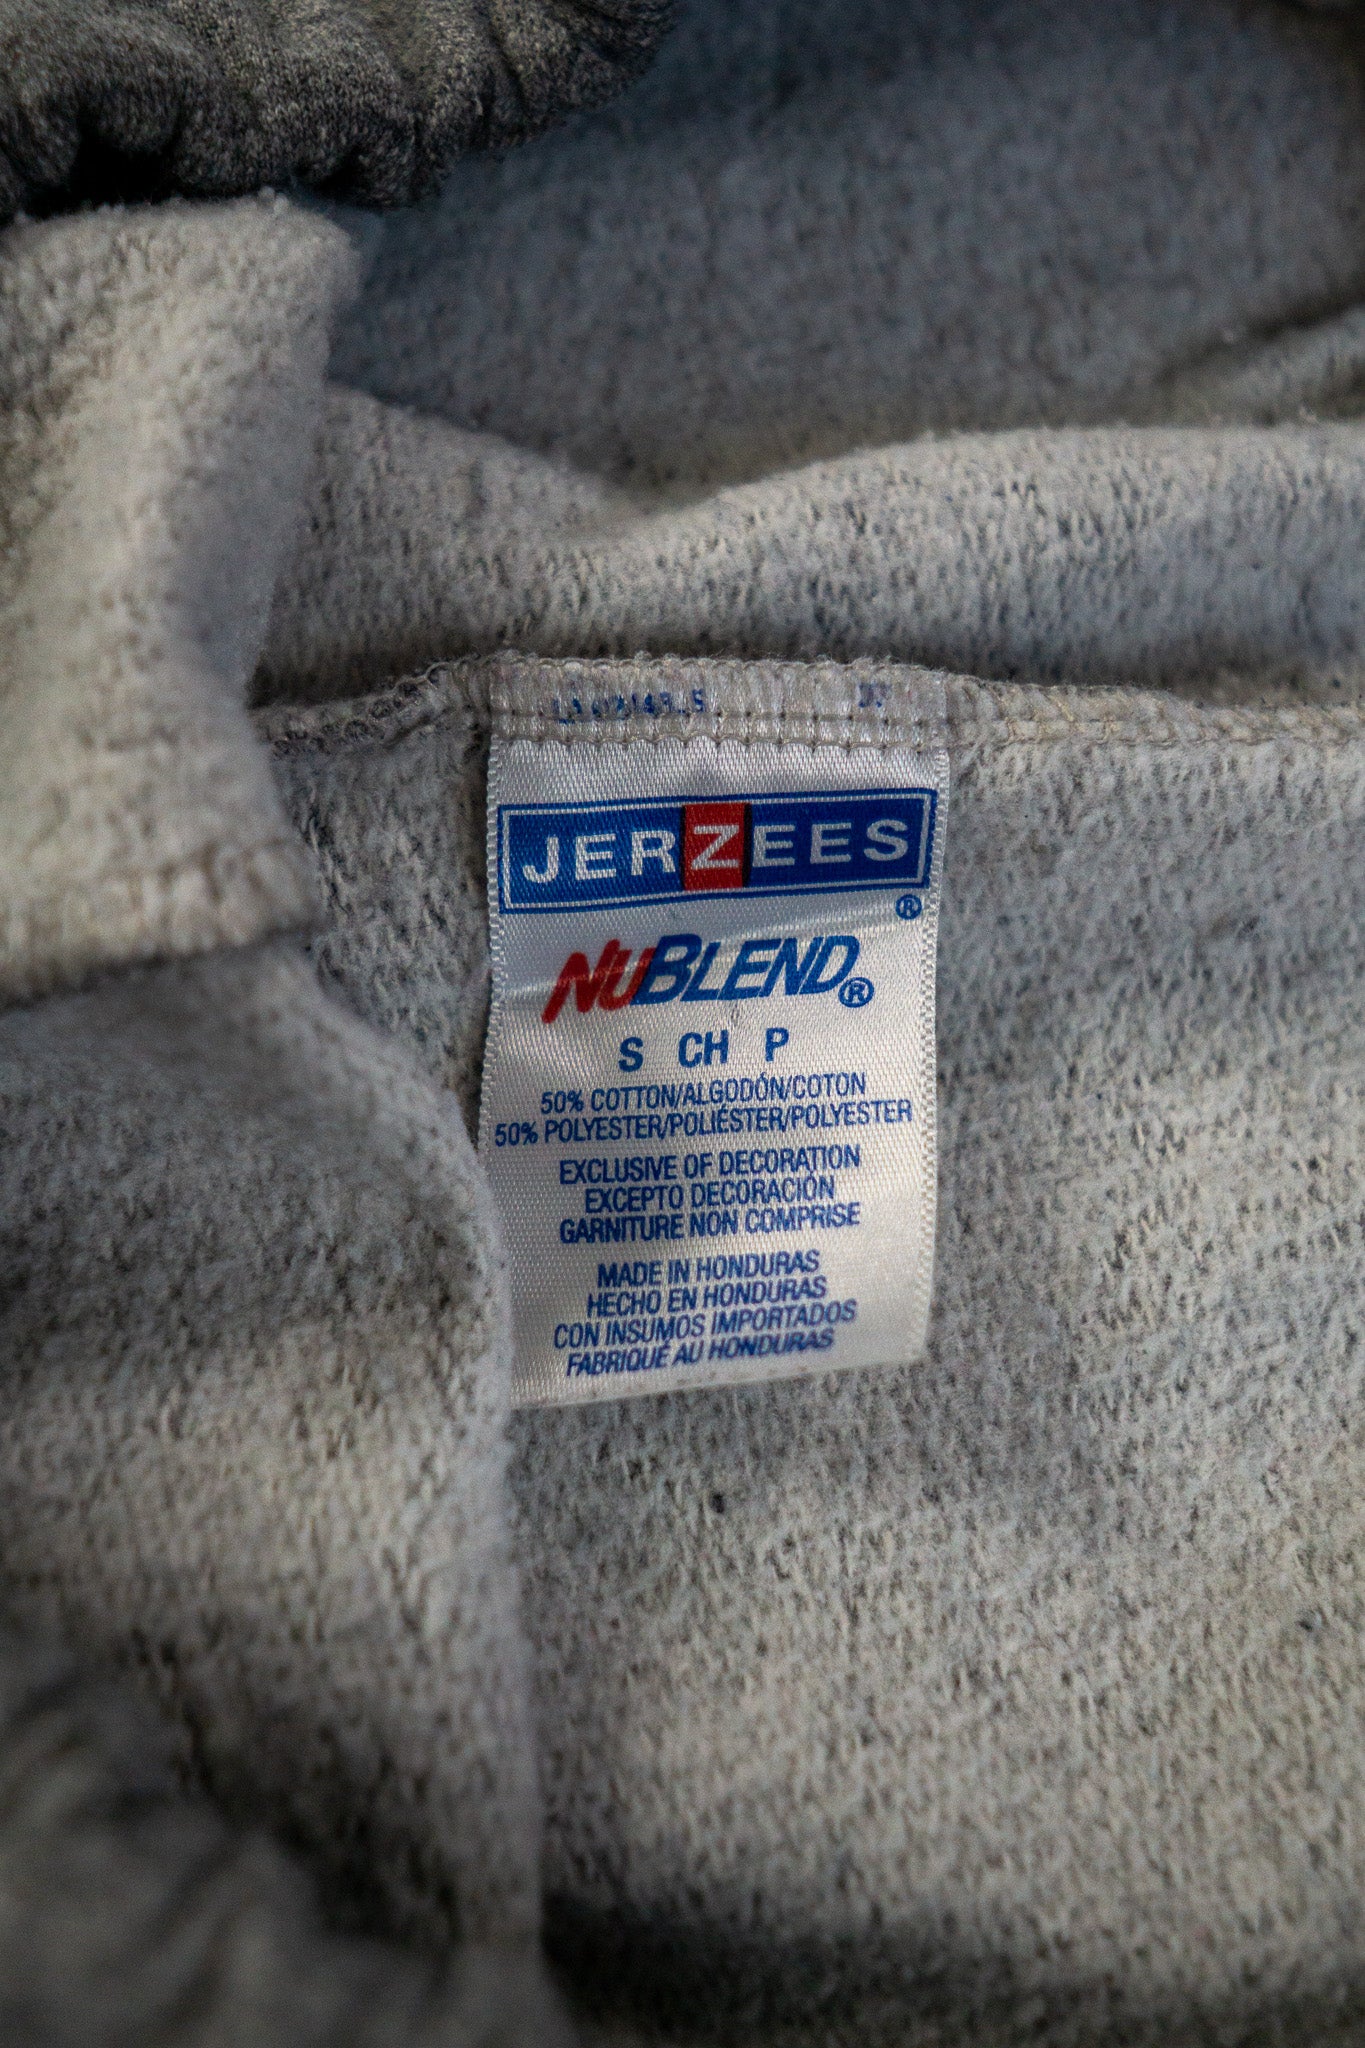 JERZEES
®
NUBLEND®
S CH P
50% COTTON/ALGODÓN/COTON
50% POLYESTER/POLIÉSTER/POLYESTER
EXCLUSIVE OF DECORATION
EXCEPTO DECORACIÓN
GARNITURE NON COMPRISE
MADE IN HONDURAS
HECHO EN HONDURAS
CON INSUMOS IMPORTADOS
FABRIQUÉ AU HONDURAS